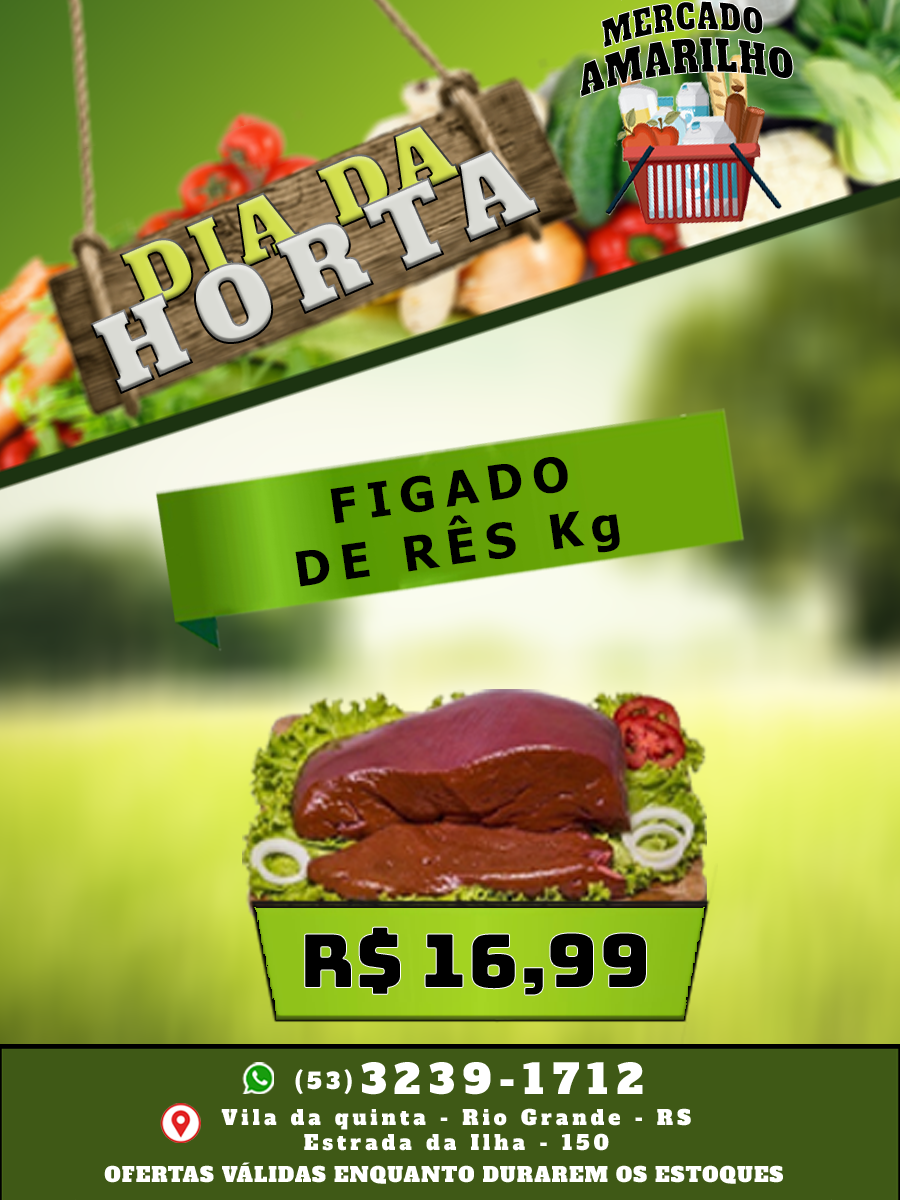 MERCADO
AMARILHO
DIA DA
HORTA
FIGADO
DE RÊS Kg
R$ 16,99
(53) 3239-1712
Vila da quinta - Rio Grande - RS
Estrada da Ilha - 150
OFERTAS VÁLIDAS ENQUANTO DURAREM OS ESTOQUES